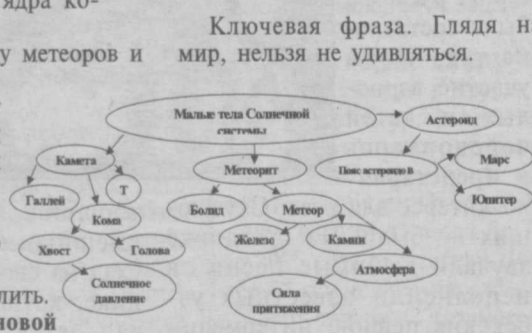 ядра ко-
Ключевая фраза. Глядя н
у метеоров и
мир, нельзя не удивляться.
Малые тела Солнечной
системы
Астероид
Камета
Метеорит
Пояс астероидо в
Марс
Галлей
Т
Юпитер
Кома
Болид
Метеор
Хвост
Голова
Железо
Камни
Солнечное
давление
Атмосфера
Сила
притяжения
ЛИТЬ.
новой